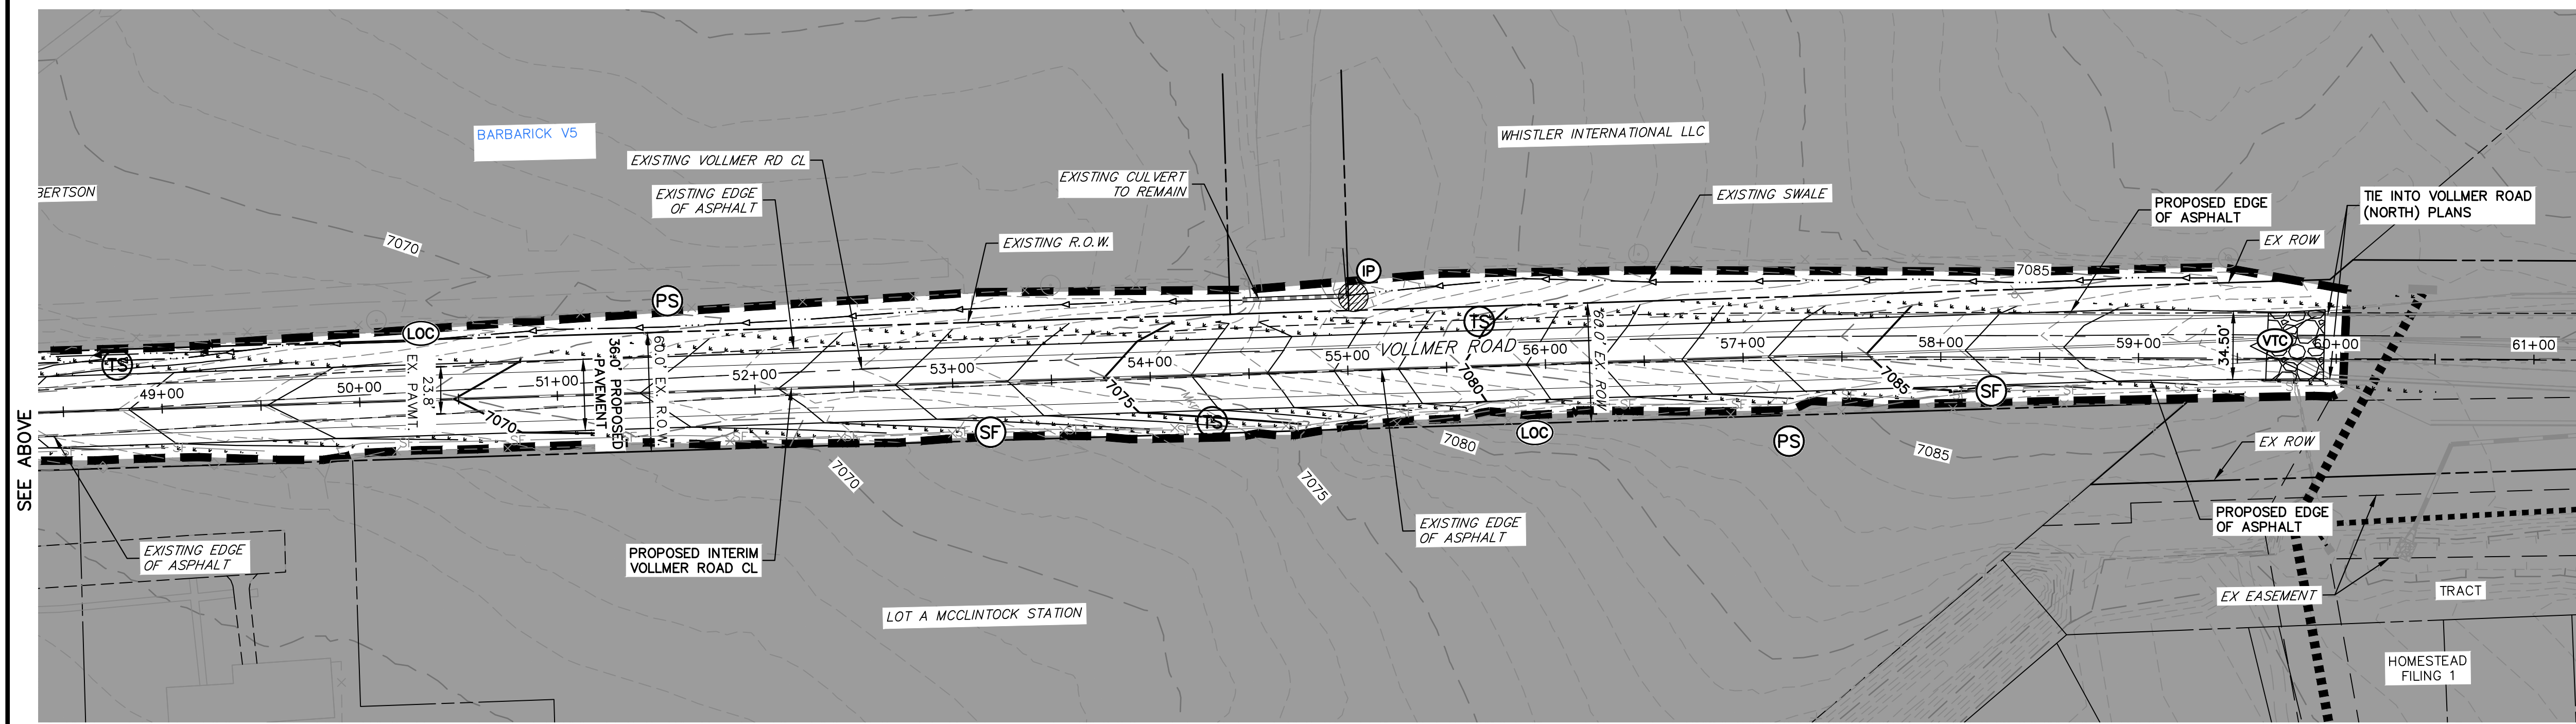 BARBARICK V5
WHISTLER INTERNATIONAL LLC
EXISTING VOLLMER RD CL
EXISTING CULVERT
TO REMAIN
BERTSON
EXISTING EDGE
OF ASPHALT
EXISTING SWALE
PROPOSED EDGE
OF ASPHALT
TIE INTO VOLLMER ROAD
(NORTH) PLANS
7070
EXISTING R.O.W.
EX ROW
IP
7085
PS
LOC
TS
TS
VOLLMER ROAD
49+00
50+00
51+00
52+00
53+00
54+00
55+00
56+00
57+00
58+00
59+00
60+00
61+00
EX. PAVMT.
23.8'
36.0' PROPOSED
PAVEMENT
60.0' EX. R.O.W.
60.0' EX. ROW
34.50'
VTC
7070
7075
7080
7085
SF
TS
SF
LOC
PS
SF
SF
SF
SF
SF
SEE ABOVE
7070
7075
7080
7085
EX ROW
EXISTING EDGE
OF ASPHALT
PROPOSED INTERIM
VOLLMER ROAD CL
EXISTING EDGE
OF ASPHALT
PROPOSED EDGE
OF ASPHALT
LOT A MCCLINTOCK STATION
EX EASEMENT
TRACT
HOMESTEAD
FILING 1